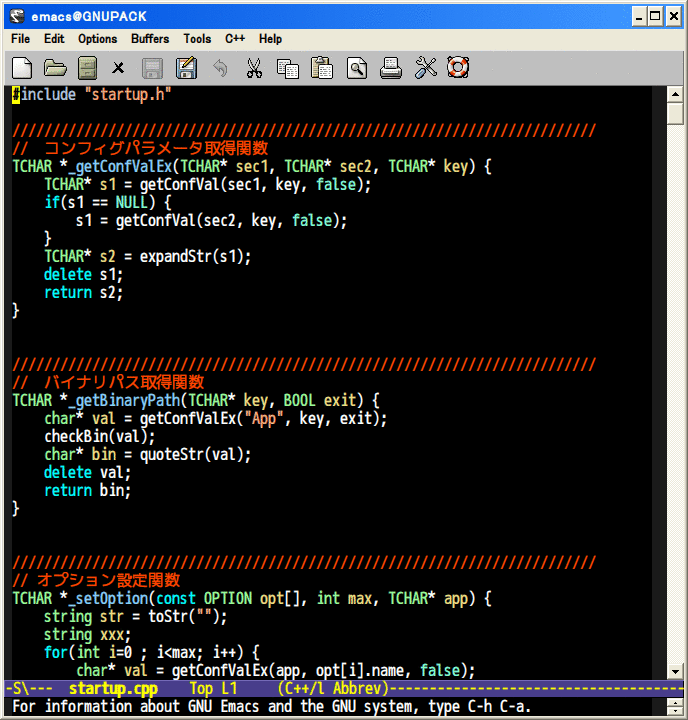 emacs@GNUPACK
File Edit Options Buffers Tools C++ Help
#include "startup.h"
/////////////////////////////////////////////////////////////////////////
//  コンフィグパラメータ取得関数
TCHAR *_getConfValEx(TCHAR* sec1, TCHAR* sec2, TCHAR* key) {
    TCHAR* s1 = getConfVal(sec1, key, false);
    if(s1 == NULL) {
        s1 = getConfVal(sec2, key, false);
    }
    TCHAR* s2 = expandStr(s1);
    delete s1;
    return s2;
}
/////////////////////////////////////////////////////////////////////////
//  バイナリパス取得関数
TCHAR *_getBinaryPath(TCHAR* key, BOOL exit) {
    char* val = getConfValEx("App", key, exit);
    checkBin(val);
    char* bin = quoteStr(val);
    delete val;
    return bin;
}
/////////////////////////////////////////////////////////////////////////
// オプション設定関数
TCHAR *_setOption(const OPTION opt[], int max, TCHAR* app) {
    string str = toStr("");
    string xxx;
    for(int i=0 ; i<max; i++) {
        char* val = getConfValEx(app, opt[i].name, false);
-S\---  startup.cpp    Top L1     (C++/l Abbrev)-------------------------------------
For information about GNU Emacs and the GNU system, type C-h C-a.